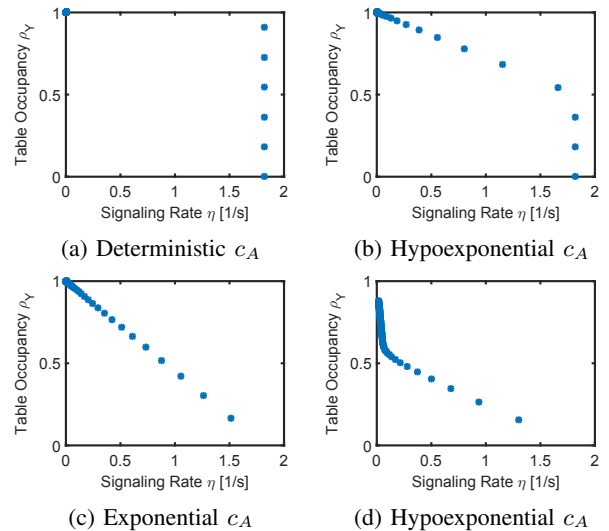 1
0.5
0
Table Occupancy ρY
0 0.5 1 1.5 2
Signaling Rate η [1/s]
(a) Deterministic cA
1
0.5
0
Table Occupancy ρY
0 0.5 1 1.5 2
Signaling Rate η [1/s]
(b) Hypoexponential cA
1
0.5
0
Table Occupancy ρY
0 0.5 1 1.5 2
Signaling Rate η [1/s]
(c) Exponential cA
1
0.5
0
Table Occupancy ρY
0 0.5 1 1.5 2
Signaling Rate η [1/s]
(d) Hypoexponential cA